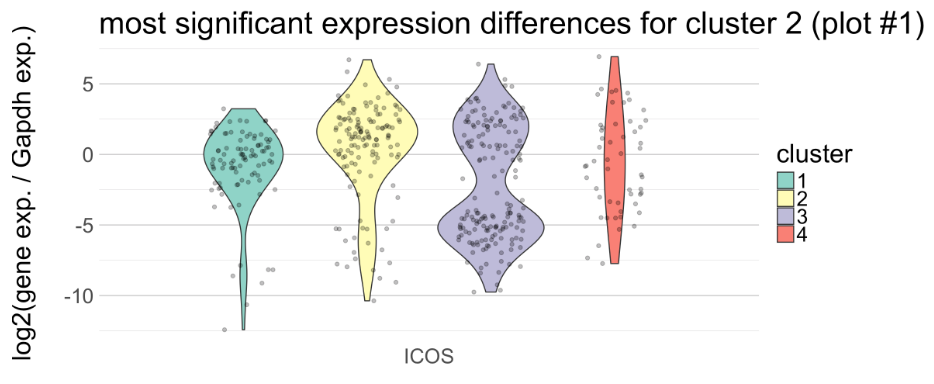 most significant expression differences for cluster 2 (plot #1)
log2(gene exp. / Gapdh exp.)
5
0
-5
-10
ICOS
cluster
1
2
3
4